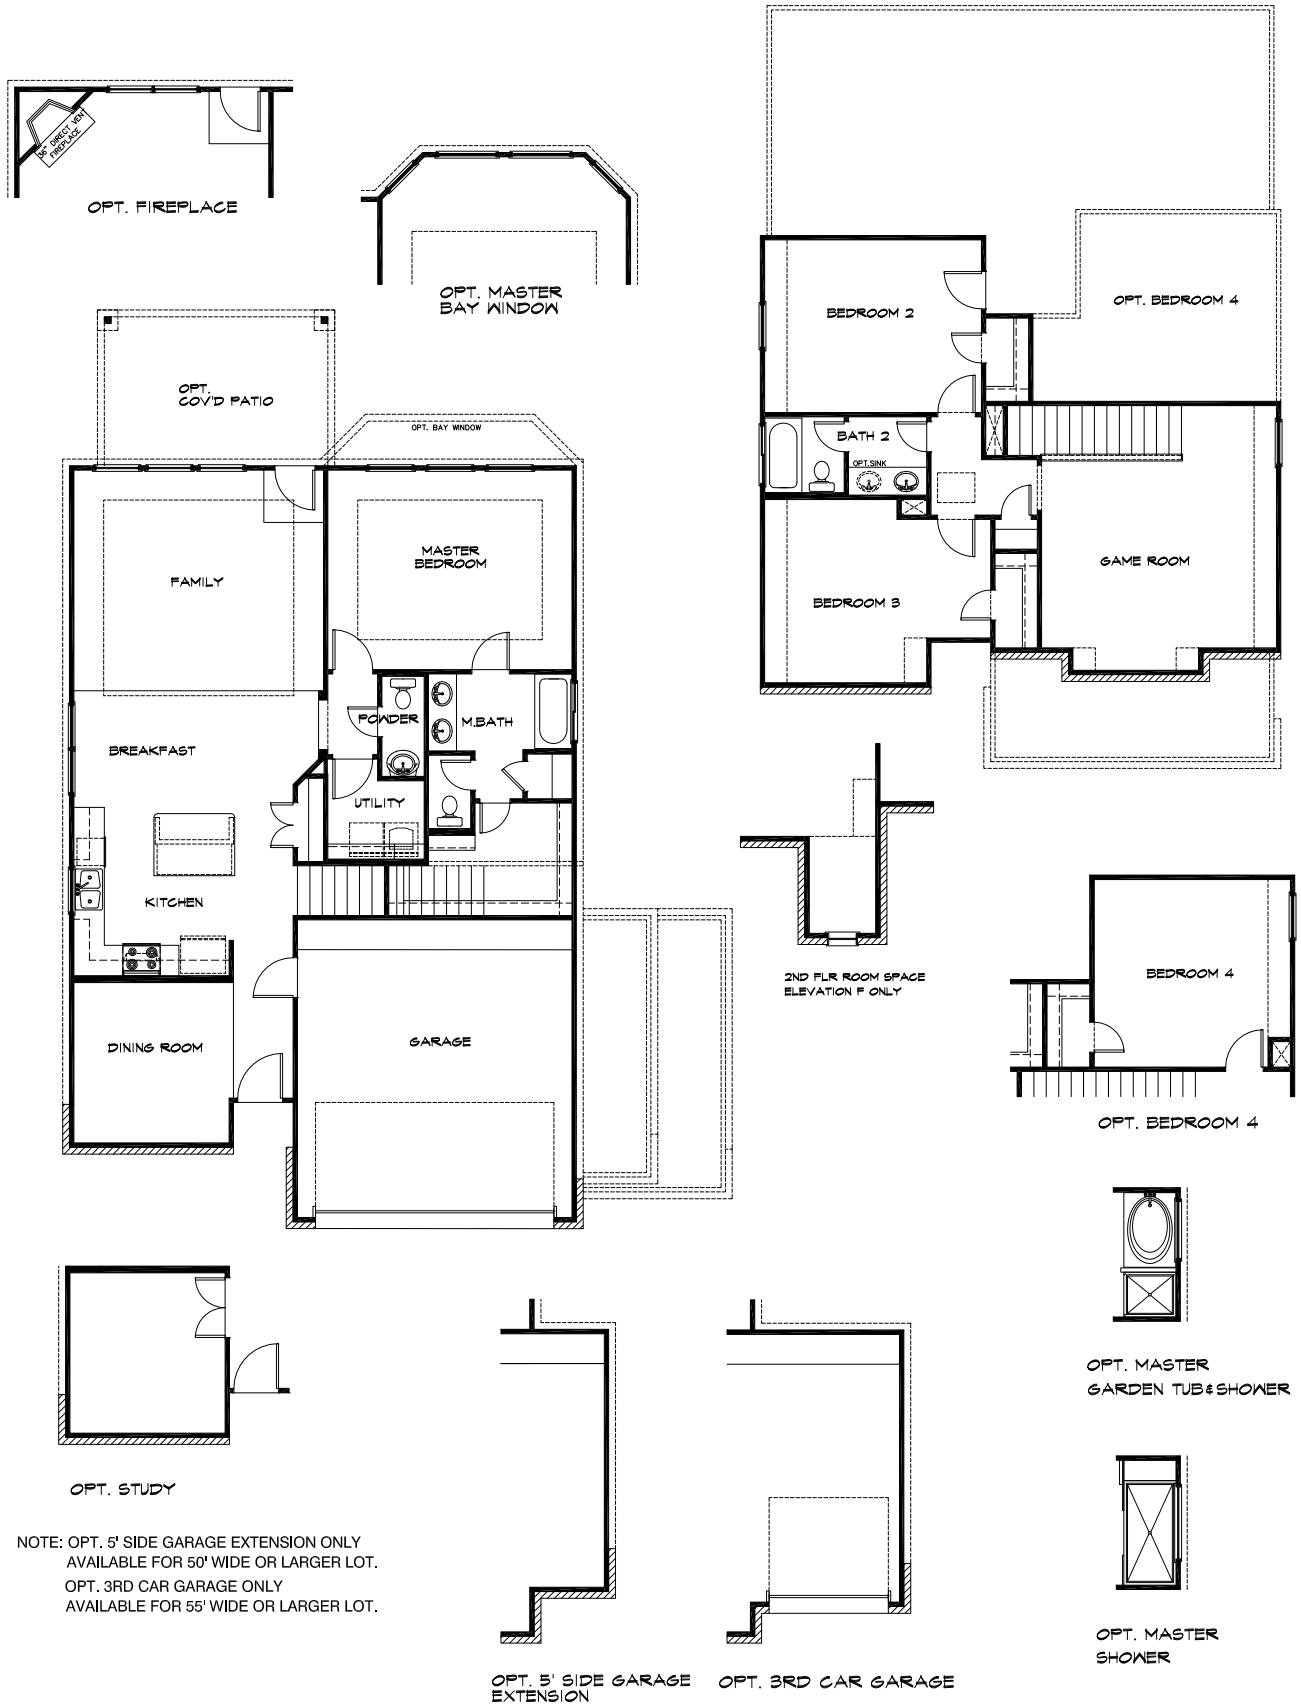 36" DIRECT VENT
FIREPLACE
OPT. FIREPLACE
OPT. MASTER
BAY WINDOW
OPT.
COV'D PATIO
OPT. BAY WINDOW
FAMILY
MASTER
BEDROOM
POWDER
M.BATH
BREAKFAST
UTILITY
KITCHEN
DINING ROOM
GARAGE
BEDROOM 2
OPT. BEDROOM 4
BATH 2
OPT.SINK
GAME ROOM
BEDROOM 3
2ND FLR ROOM SPACE
ELEVATION F ONLY
BEDROOM 4
OPT. BEDROOM 4
OPT. MASTER
GARDEN TUB&SHOWER
OPT. STUDY
NOTE: OPT. 5' SIDE GARAGE EXTENSION ONLY
AVAILABLE FOR 50' WIDE OR LARGER LOT.
OPT. 3RD CAR GARAGE ONLY
AVAILABLE FOR 55' WIDE OR LARGER LOT.
OPT. 5' SIDE GARAGE
EXTENSION
OPT. 3RD CAR GARAGE
OPT. MASTER
SHOWER